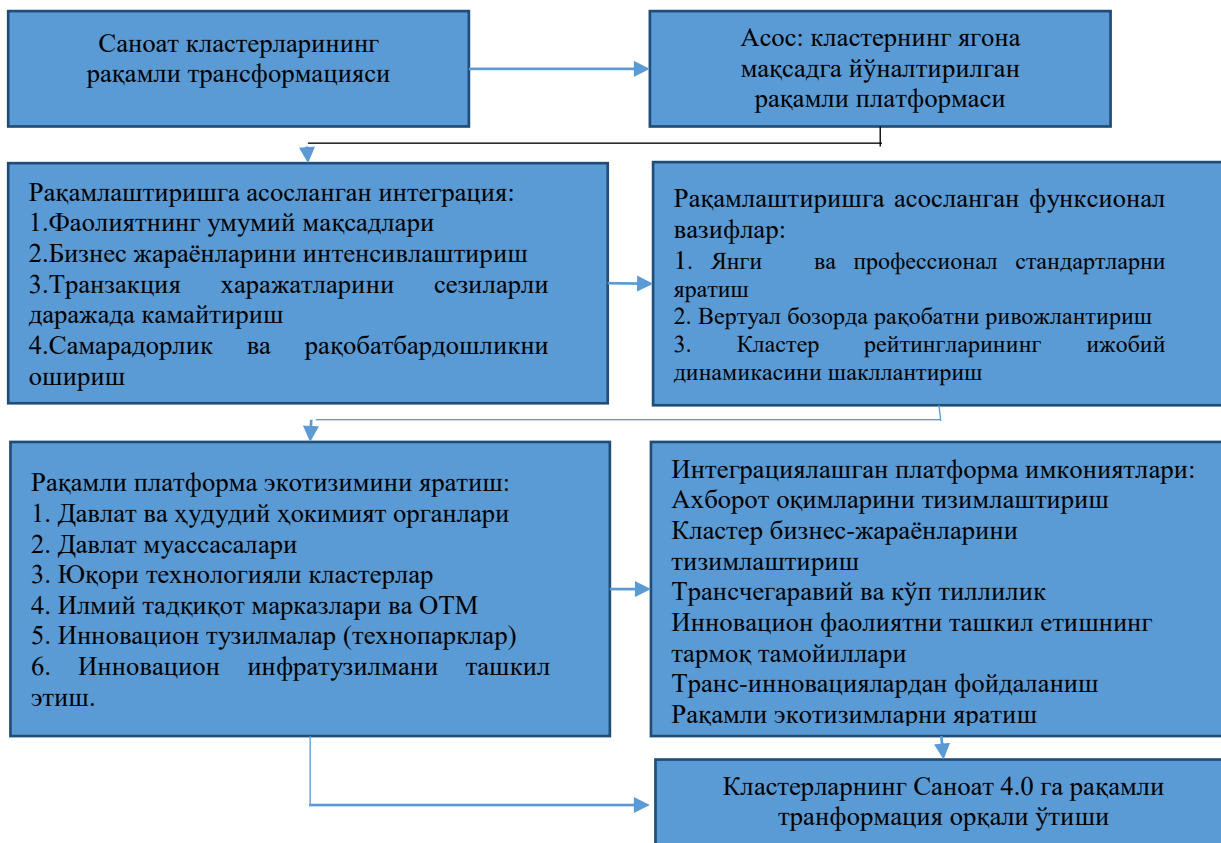 Саноат кластерларининг
рақамли трансформацияси
Асос: кластернинг ягона
мақсадга йўналтирилган
рақамли платформаси
Рақамлаштиришга асосланган интеграция:
1.Фаолиятнинг умумий мақсадлари
2.Бизнес жараёнларини интенсивлаштириш
3.Транзакция харажатларини сезиларли
даражада камайтириш
4.Самарадорлик ва рақобатбардошликни
ошириш
Рақамлаштиришга асосланган функсионал
вазифлар:
1. Янги ва профессионал стандартларни
яратиш
2. Вертуал бозорда рақобатни ривожлантириш
3. Кластер рейтингларининг ижобий
динамикасини шакллантириш
Рақамли платформа экотизимини яратиш:
1. Давлат ва ҳудудий ҳокимият органлари
2. Давлат муассасалари
3. Юқори технологияли кластерлар
4. Илмий тадқиқот марказлари ва ОТМ
5. Инновацион тузилмалар (технопарклар)
6. Инновацион инфратузилмани ташкил
этиш.
Интеграциялашган платформа имкониятлари:
Ахборот оқимларини тизимлаштириш
Кластер бизнес-жараёнларини
тизимлаштириш
Трансчегаравий ва кўп тиллилик
Инновацион фаолиятни ташкил етишнинг
тармоқ тамойиллари
Транс-инновациялардан фойдаланиш
Рақамли экотизимларни яратиш
Кластерларнинг Саноат 4.0 га рақамли
транформация орқали ўтиши